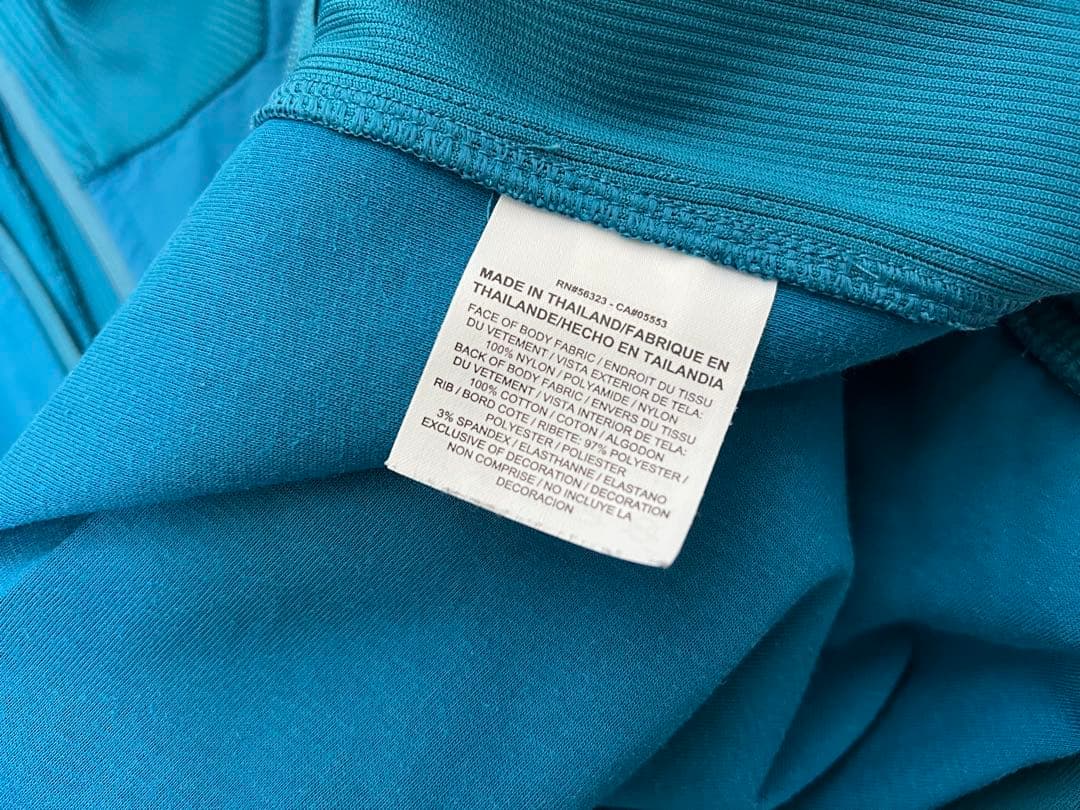 RN#56323 - CA#05553
MADE IN THAILAND/FABRIQUE EN
THAILANDE/HECHO EN TAILANDIA
FACE OF BODY FABRIC / ENDROIT DU TISSU
DU VETEMENT / VISTA EXTERIOR DE TELA:
100% NYLON / POLYAMIDE / NYLON
BACK OF BODY FABRIC / ENVERS DU TISSU
DU VETEMENT / VISTA INTERIOR DE TELA:
100% COTTON / COTON / ALGODON
RIB / BORD COTE / RIBETE: 97% POLYESTER /
POLYESTER / POLIESTER
3% SPANDEX / ELASTHANNE / ELASTANO
EXCLUSIVE OF DECORATION / DECORATION
NON COMPRISE / NO INCLUYE LA
DECORACION